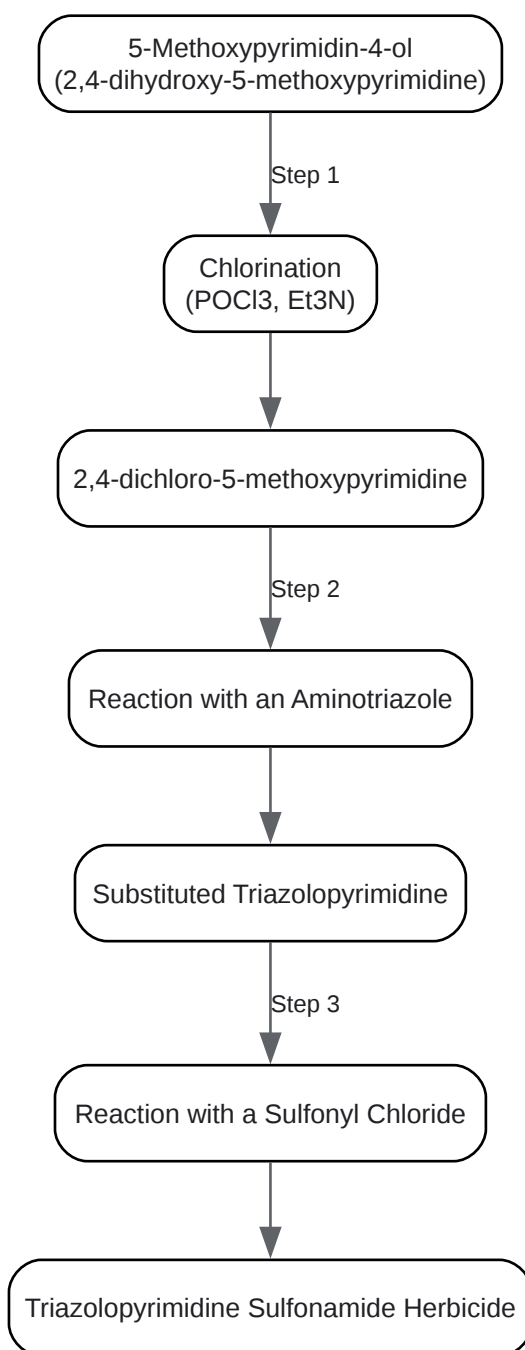 5-Methoxypyrimidin-4-ol
(2,4-dihydroxy-5-methoxypyrimidine)
Step 1
Chlorination
(POCl3, Et3N)
2,4-dichloro-5-methoxypyrimidine
Step 2
Reaction with an Aminotriazole
Substituted Triazolopyrimidine
Step 3
Reaction with a Sulfonyl Chloride
Triazolopyrimidine Sulfonamide Herbicide